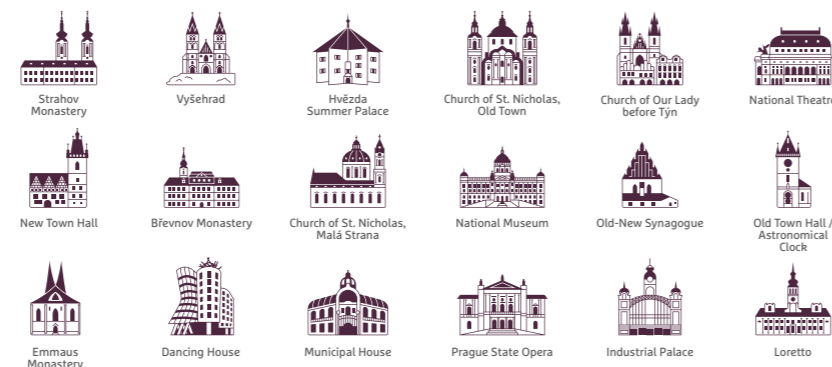 Strahov
Monastery
Vyšehrad
Hvězda
Summer Palace
Church of St. Nicholas,
Old Town
Church of Our Lady
before Týn
National Theatre
New Town Hall
Břevnov Monastery
Church of St. Nicholas,
Malá Strana
National Museum
Old-New Synagogue
Old Town Hall /
Astronomical
Clock
Emmaus
Monastery
Dancing House
Municipal House
Prague State Opera
Industrial Palace
Loretto